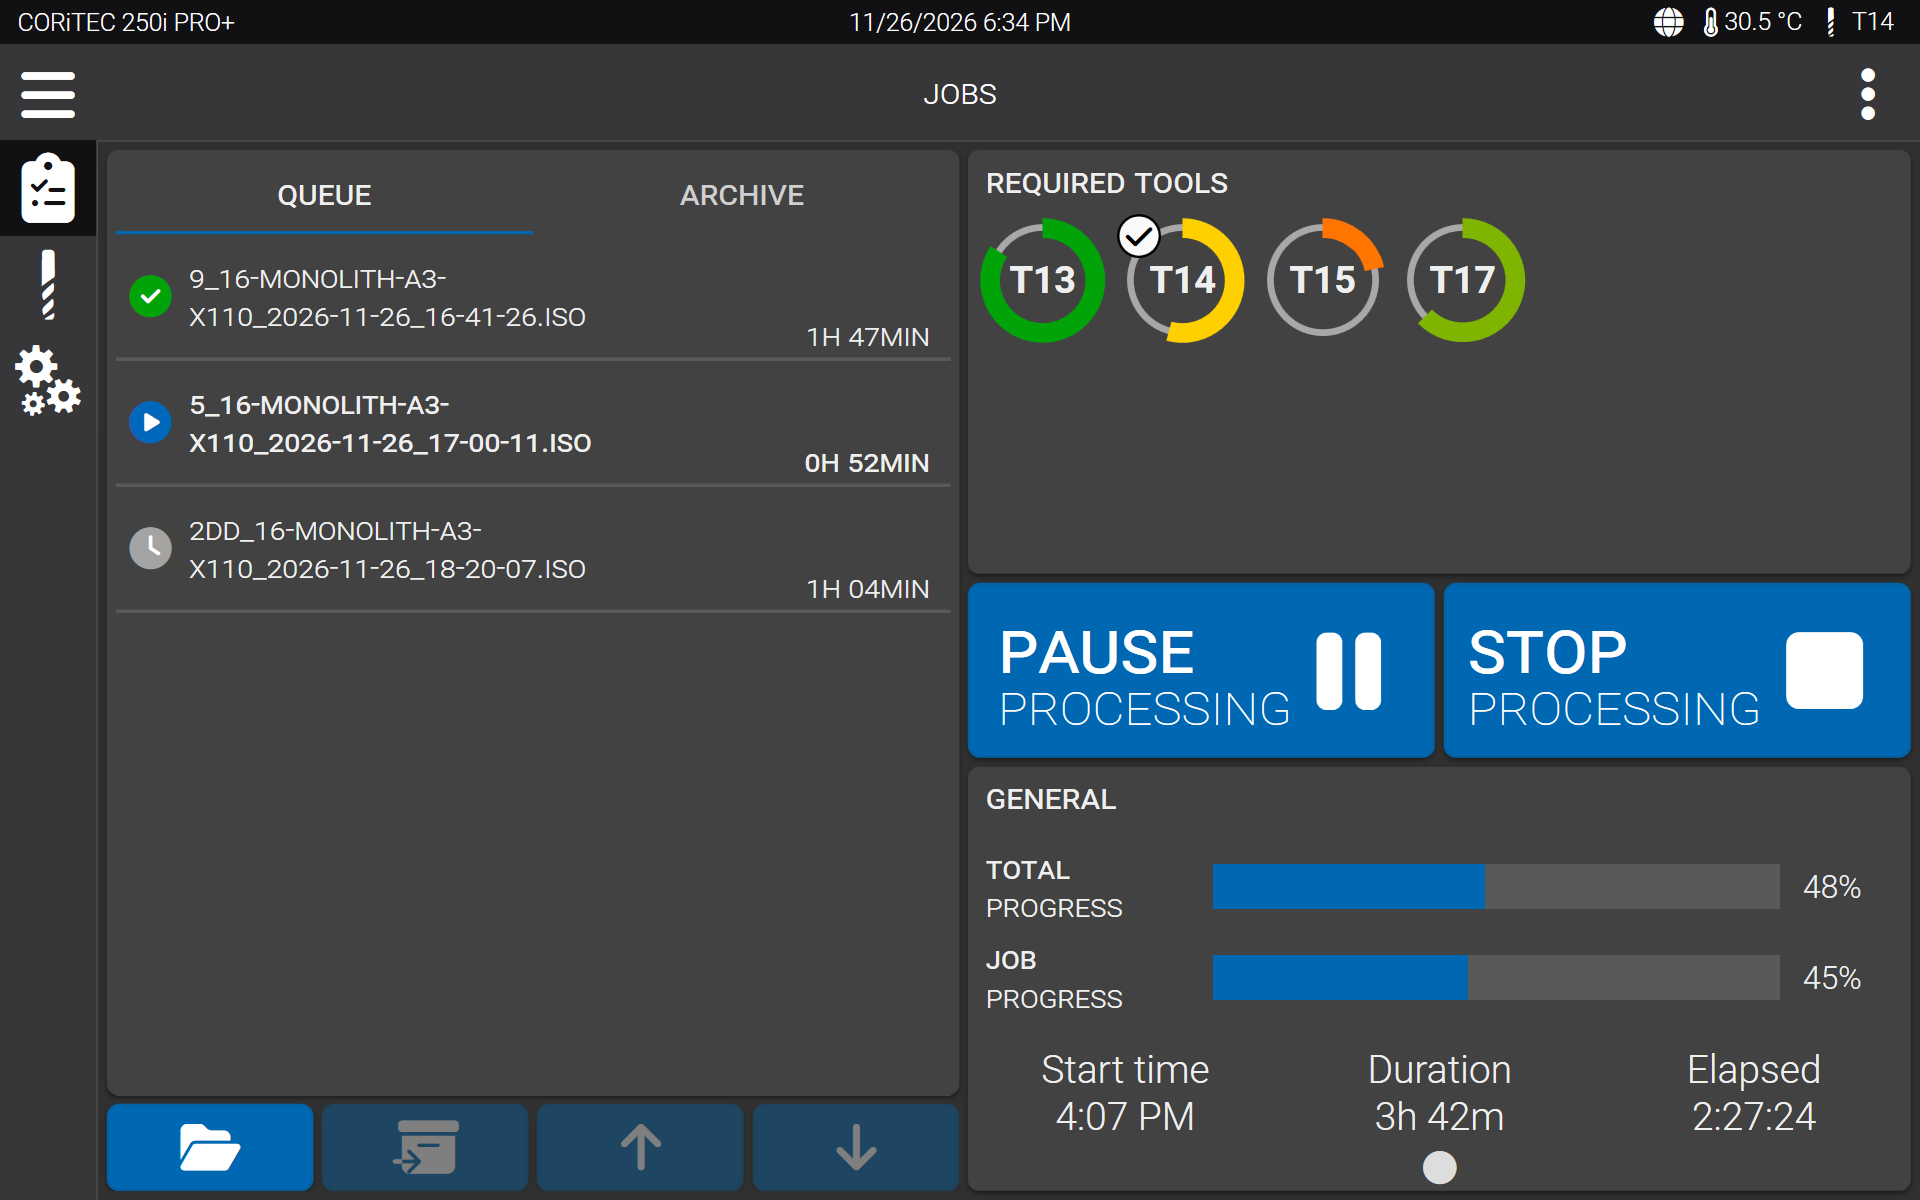 CORiTEC 250i PRO+
11/26/2026 6:34 PM
30.5 °C
T14
JOBS
QUEUE
ARCHIVE
9_16-MONOLITH-A3-
X110_2026-11-26_16-41-26.ISO
1H 47MIN
5_16-MONOLITH-A3-
X110_2026-11-26_17-00-11.ISO
0H 52MIN
2DD_16-MONOLITH-A3-
X110_2026-11-26_18-20-07.ISO
1H 04MIN
REQUIRED TOOLS
T13
T14
T15
T17
PAUSE
PROCESSING
STOP
PROCESSING
GENERAL
TOTAL
PROGRESS
48%
JOB
PROGRESS
45%
Start time
4:07 PM
Duration
3h 42m
Elapsed
2:27:24